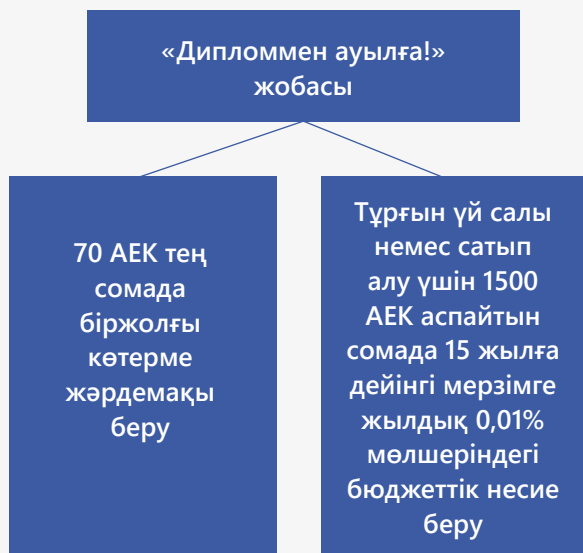 «Дипломмен ауылға!»
жобасы
70 АЕК тең
сомада
біржолғы
көтерме
жәрдемақы
беру
Тұрғын үй салы
немес сатып
алу үшін 1500
АЕК аспайтын
сомада 15 жылға
дейінгі мерзімге
жылдық 0,01%
мөлшеріндегі
бюджеттік несие
беру